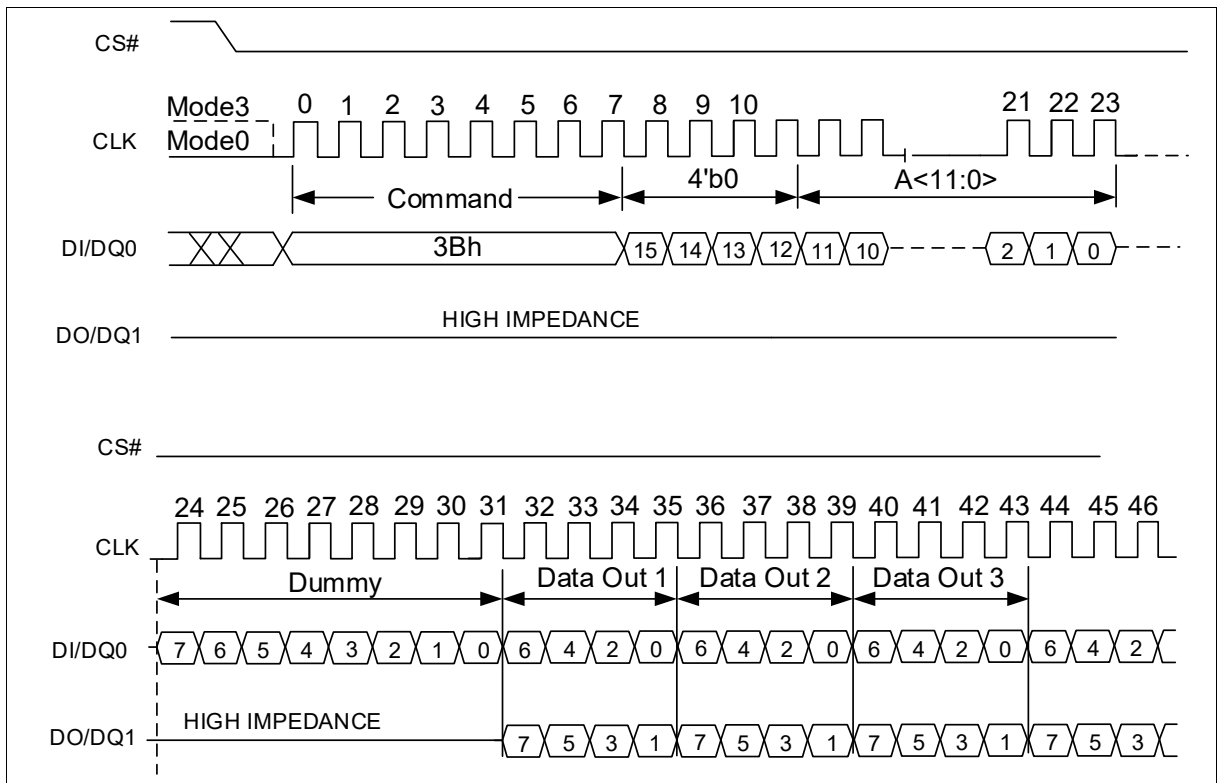 CS#
Mode3
0 1 2 3 4 5 6 7 8 9 10 21 22 23
CLK
Mode0
Command
4'b0
A<11:0>
DI/DQ0
3Bh
15 14 13 12 11 10 2 1 0
HIGH IMPEDANCE
DO/DQ1
CS#
24 25 26 27 28 29 30 31 32 33 34 35 36 37 38 39 40 41 42 43 44 45 46
CLK
Dummy
Data Out 1
Data Out 2
Data Out 3
DI/DQ0
7 6 5 4 3 2 1 0 6 4 2 0 6 4 2 0 6 4 2 0 6 4 2
HIGH IMPEDANCE
DO/DQ1
7 5 3 1 7 5 3 1 7 5 3 1 7 5 3